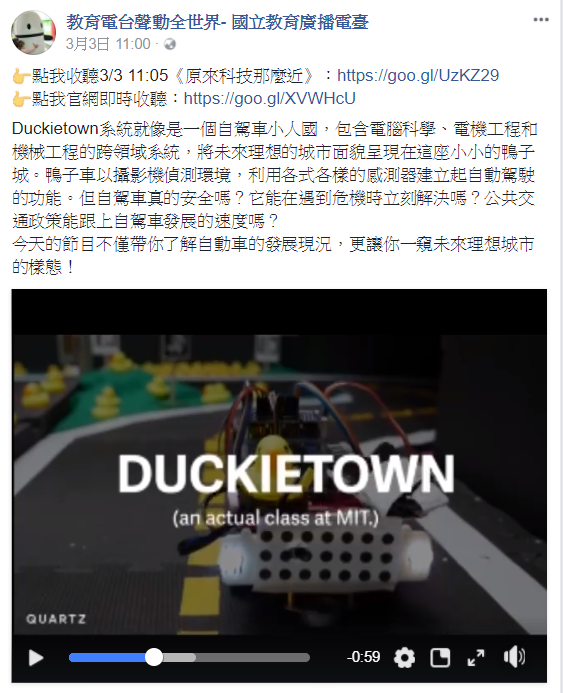 教育電台聲動全世界- 國立教育廣播電臺
3月3日 11:00
👉點我收聽3/3 11:05《原來科技那麼近》：https://goo.gl/UzKZ29
👉點我官網即時收聽：https://goo.gl/XVWHcU
Duckietown系統就像是一個自駕車小人國，包含電腦科學、電機工程和
機械工程的跨領域系統，將未來理想的城市面貌呈現在這座小小的鴨子
城。鴨子車以攝影機偵測環境，利用各式各樣的感測器建立起自動駕駛
的功能。但自駕車真的安全嗎？它能在遇到危機時立刻解決嗎？公共交
通政策能跟上自駕車發展的速度嗎？
今天的節目不僅帶你了解自動車的發展現況，更讓你一窺未來理想城市
的樣態！
DUCKIETOWN
(an actual class at MIT.)
QUARTZ
-0:59